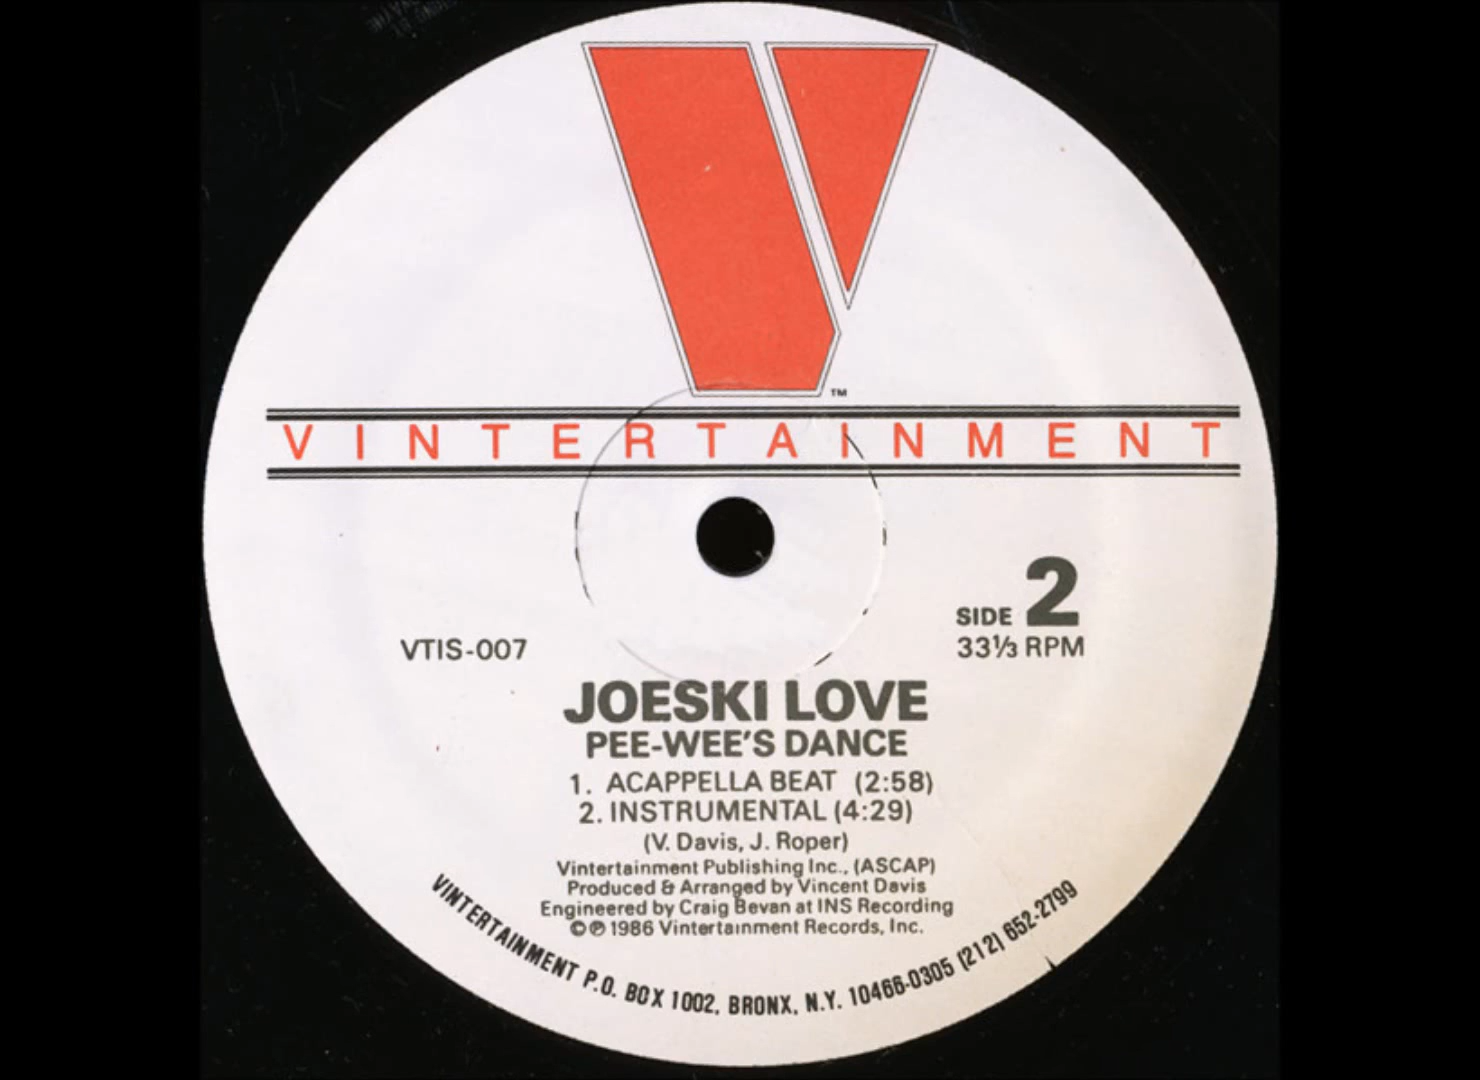 TM
VINTERTAINMENT
SIDE 2
VTIS-007
33⅓ RPM
JOESKI LOVE
PEE-WEE'S DANCE
1. ACAPPELLA BEAT (2:58)
2. INSTRUMENTAL (4:29)
(V. Davis, J. Roper)
Vintertainment Publishing Inc., (ASCAP)
Produced & Arranged by Vincent Davis
Engineered by Craig Bevan at INS Recording
©℗ 1986 Vintertainment Records, Inc.
VINTERTAINMENT P.O. BOX 1002, BRONX, N.Y. 10466-0305 (212) 652-2799